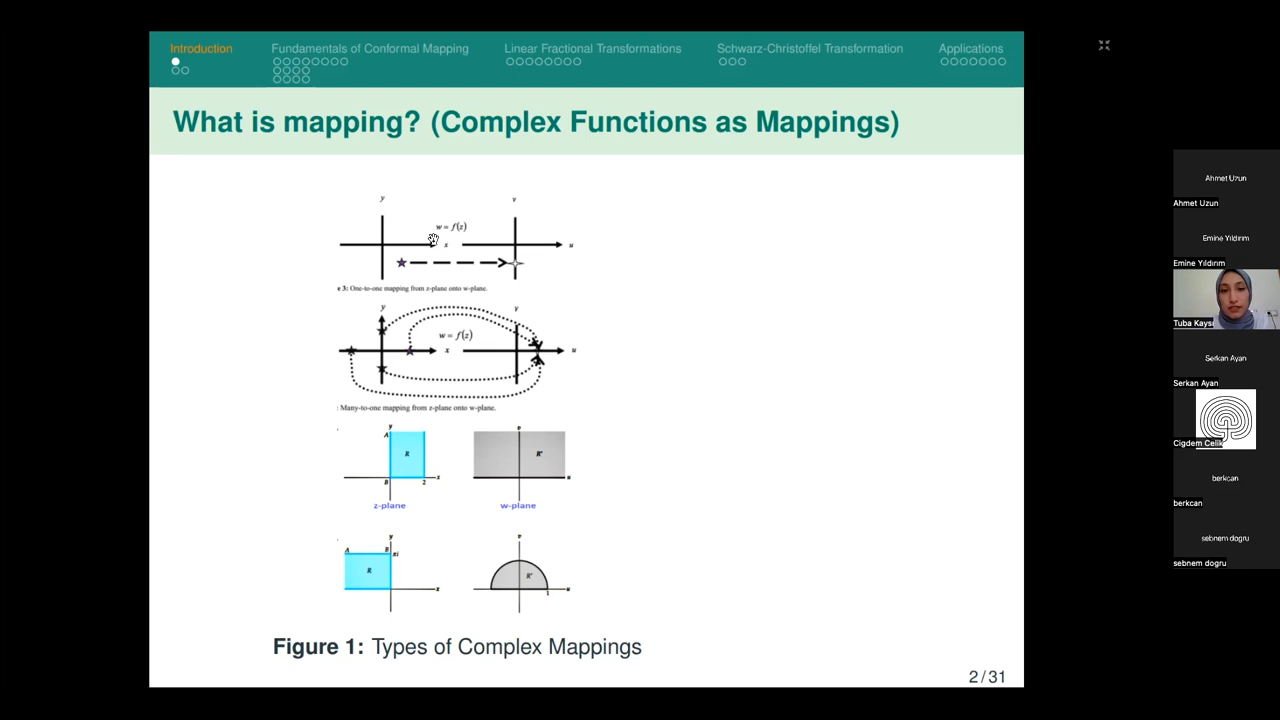 Introduction
Fundamentals of Conformal Mapping
Linear Fractional Transformations
Schwarz-Christoffel Transformation
Applications
What is mapping? (Complex Functions as Mappings)
y
v
w = f(z)
x
u
e 3: One-to-one mapping from z-plane onto w-plane.
y
v
w = f(z)
x
u
: Many-to-one mapping from z-plane onto w-plane.
y
v
A
R
R'
B
2
x
u
z-plane
w-plane
y
v
A
B
πi
R
R'
x
1
u
Figure 1: Types of Complex Mappings
2 / 31
Ahmet Uzun
Ahmet Uzun
Emine Yıldırım
Emine Yıldırım
Tuba Kaysı
Serkan Ayan
Serkan Ayan
Cigdem Celik
berkcan
berkcan
sebnem dogru
sebnem dogru